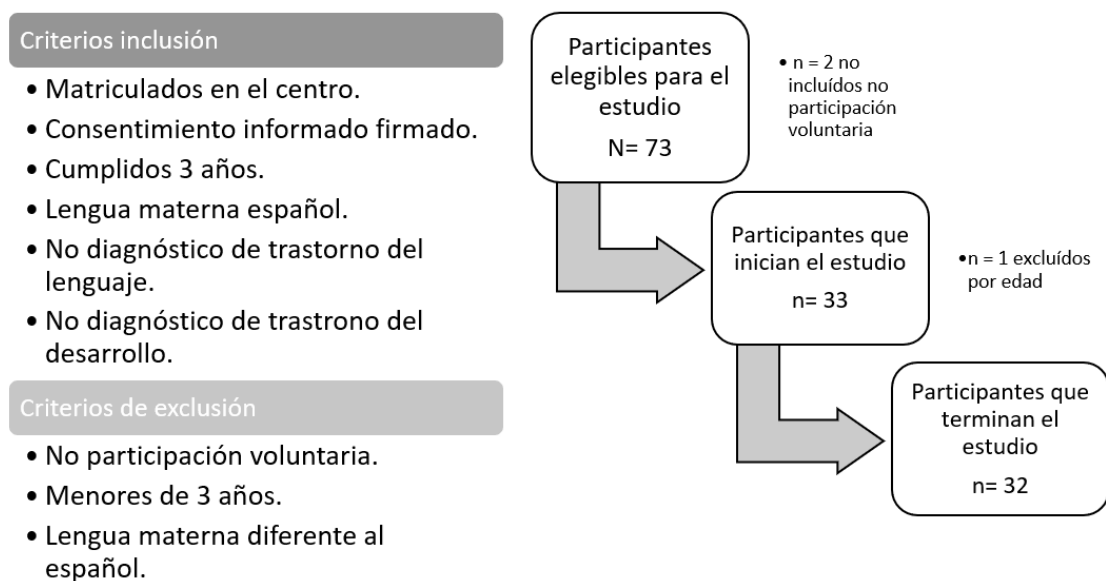 Criterios inclusión
• Matriculados en el centro.
• Consentimiento informado firmado.
• Cumplidos 3 años.
• Lengua materna español.
• No diagnóstico de trastorno del
lenguaje.
• No diagnóstico de trastrono del
desarrollo.
Criterios de exclusión
• No participación voluntaria.
• Menores de 3 años.
• Lengua materna diferente al
español.
Participantes
elegibles para el
estudio
N= 73
• n = 2 no
incluídos no
participación
voluntaria
Participantes que
inician el estudio
n= 33
•n = 1 excluídos
por edad
Participantes que
terminan el
estudio
n= 32